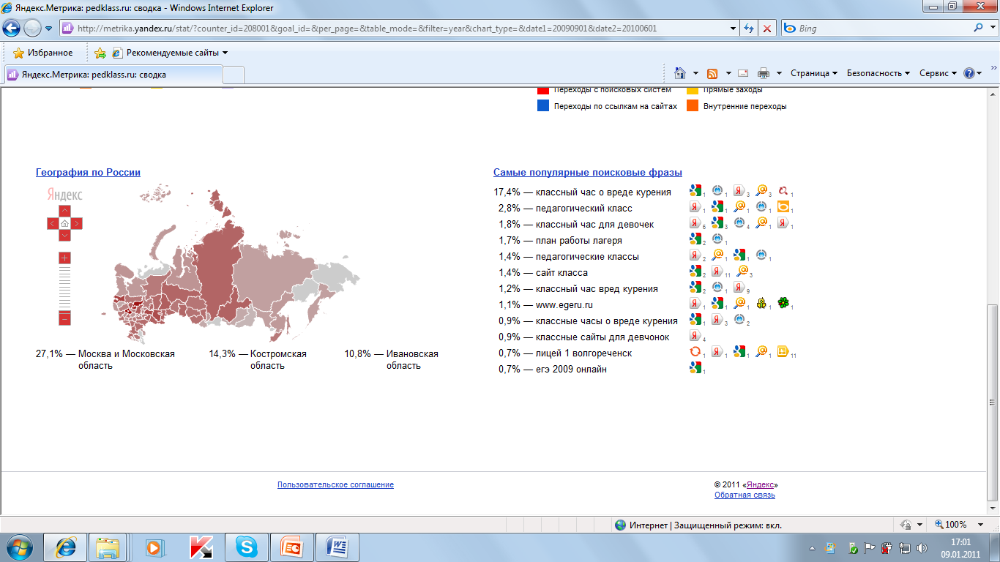 Яндекс.Метрика: pedklass.ru: сводка - Windows Internet Explorer
http://metrika.yandex.ru/stat/?counter_id=208001&goal_id=&per_page=&table_mode=&filter=year&chart_type=&date1=20090901&date2=20100601
Bing
Избранное
Рекомендуемые сайты
Яндекс.Метрика: pedklass.ru: сводка
Страница Безопасность Сервис
Переходы с поисковых систем Прямые заходы
Переходы по ссылкам на сайтах Внутренние переходы
География по России
Яндекс
27,1% — Москва и Московская область
14,3% — Костромская область
10,8% — Ивановская область
Самые популярные поисковые фразы
17,4% — классный час о вреде курения 1 1 3 3 1
2,8% — педагогический класс 1 1 1 1 1
1,8% — классный час для девочек 6 3 4 1 1
1,7% — план работы лагеря 2 1
1,4% — педагогические классы 2 1 1 1
1,4% — сайт класса 2 11 3
1,2% — классный час вред курения 2 1 9
1,1% — www.egeru.ru 1 1 1 1 1
0,9% — классные часы о вреде курения 1 3 2
0,9% — классные сайты для девчонок 4
0,7% — лицей 1 волгореченск 1 1 1 1 11
0,7% — егэ 2009 онлайн 1
Пользовательское соглашение
© 2011 «Яндекс»
Обратная связь
Интернет | Защищенный режим: вкл.
100%
17:01
09.01.2011